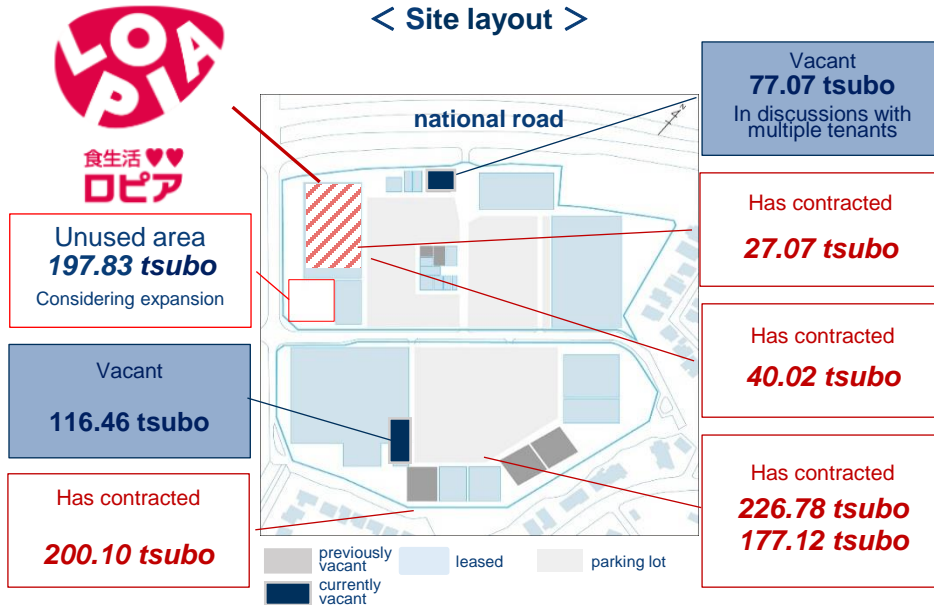 < Site layout >
LOPIA
食生活♥♥
ロピア
Vacant
77.07 tsubo
In discussions with
multiple tenants
national road
Has contracted
27.07 tsubo
Unused area
197.83 tsubo
Considering expansion
Has contracted
40.02 tsubo
Vacant
116.46 tsubo
Has contracted
226.78 tsubo
177.12 tsubo
Has contracted
200.10 tsubo
previously
vacant
leased
parking lot
currently
vacant